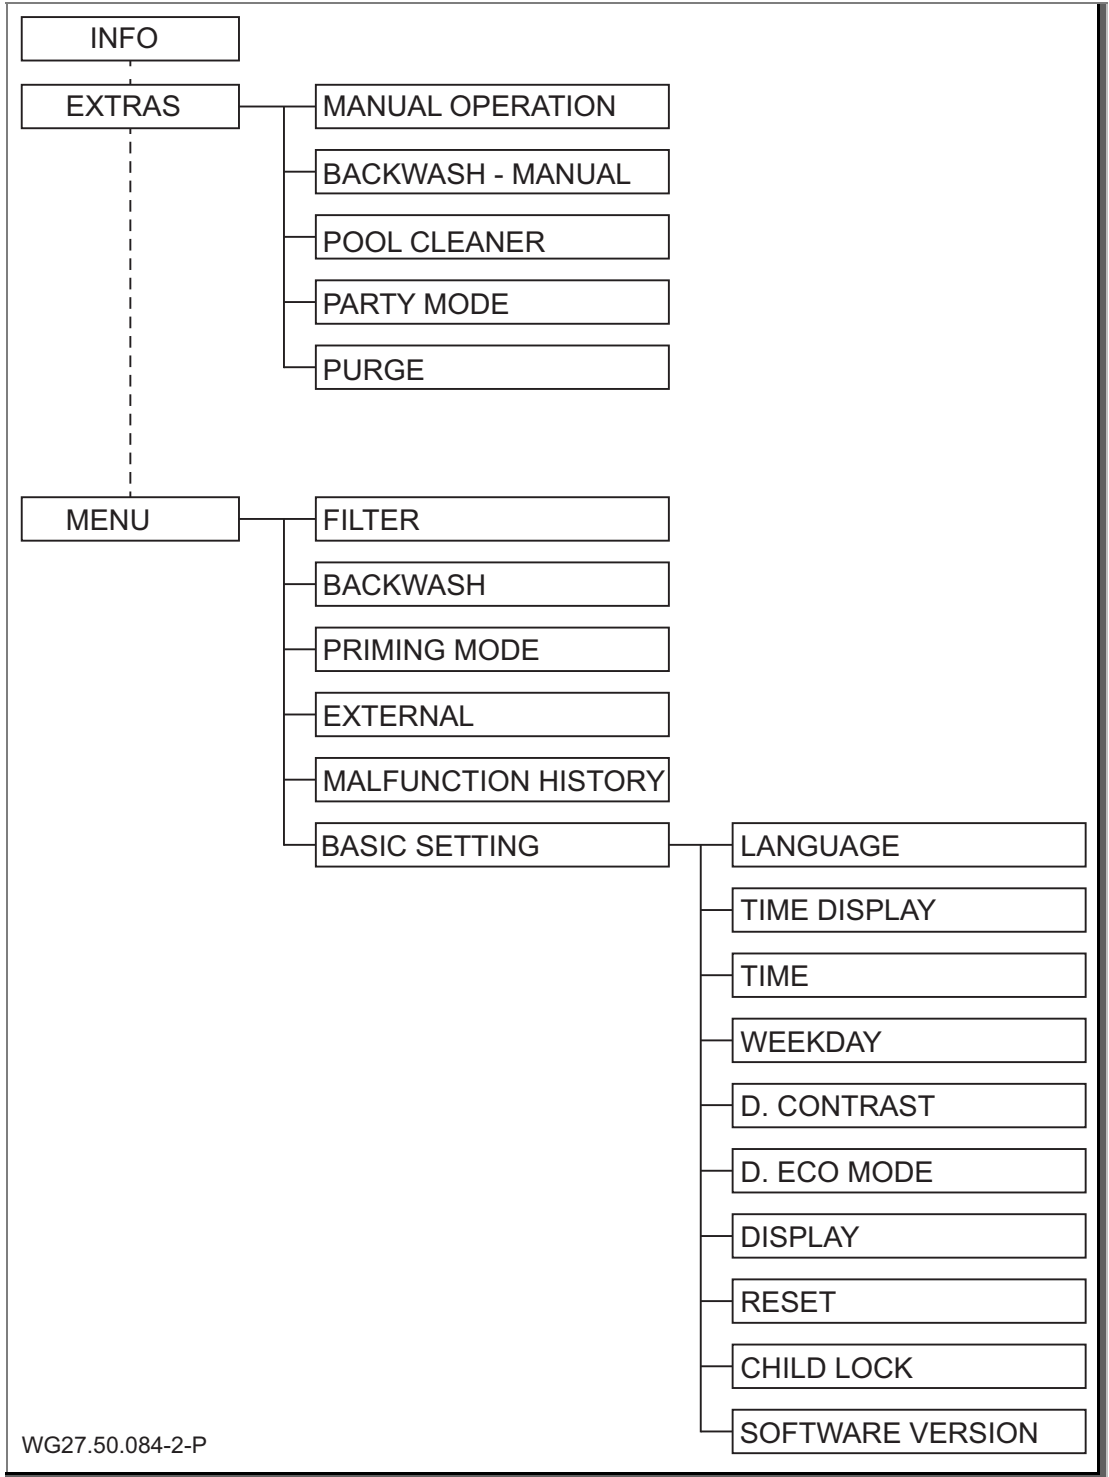 INFO
EXTRAS
MANUAL OPERATION
BACKWASH - MANUAL
POOL CLEANER
PARTY MODE
PURGE
MENU
FILTER
BACKWASH
PRIMING MODE
EXTERNAL
MALFUNCTION HISTORY
BASIC SETTING
LANGUAGE
TIME DISPLAY
TIME
WEEKDAY
D. CONTRAST
D. ECO MODE
DISPLAY
RESET
CHILD LOCK
SOFTWARE VERSION
WG27.50.084-2-P